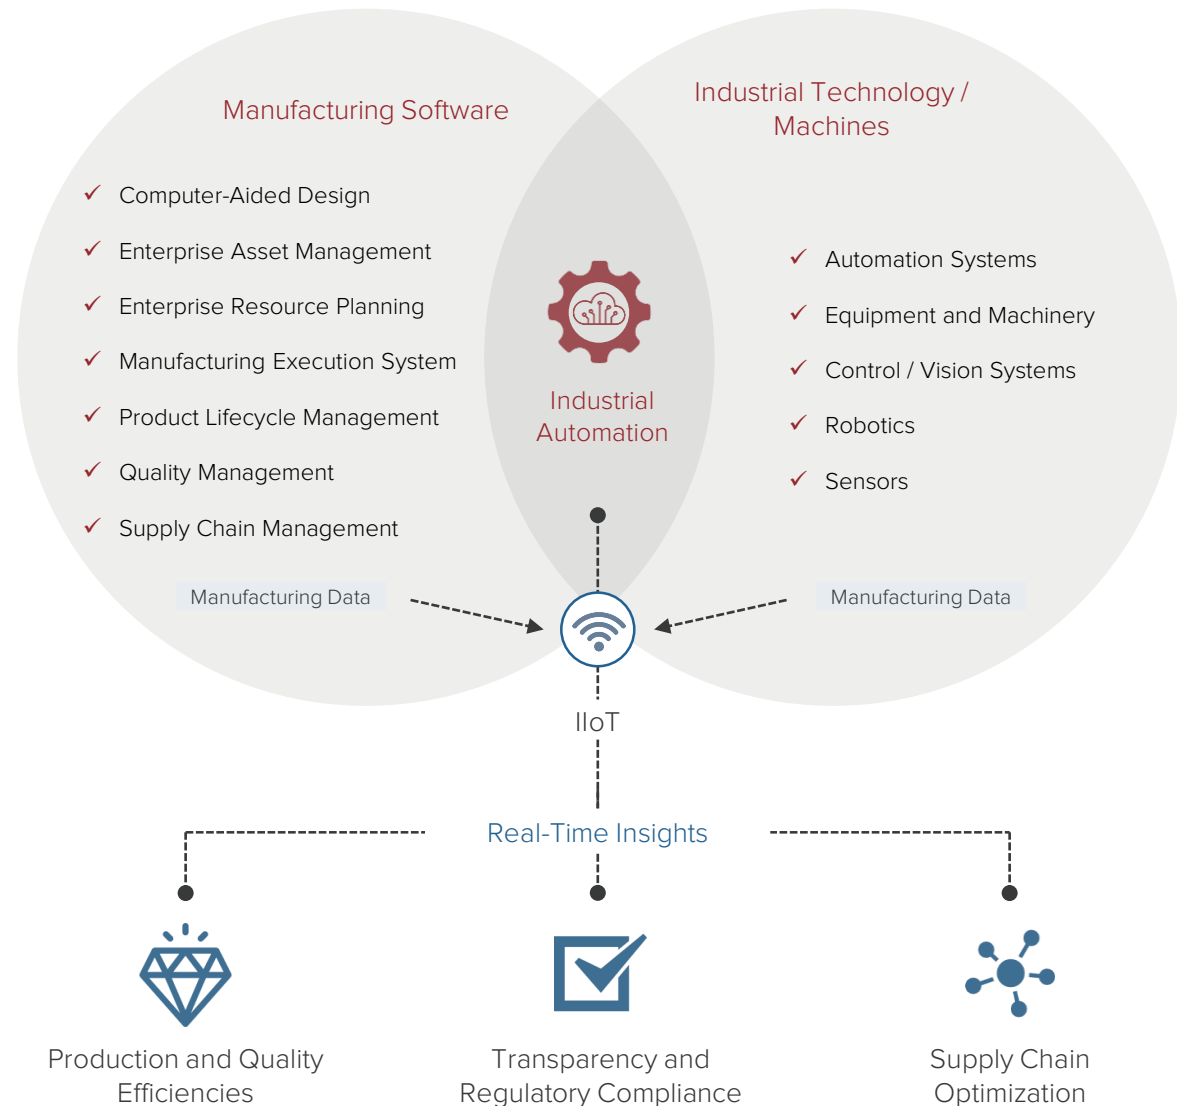 Manufacturing Software
Industrial Technology /
Machines
Computer-Aided Design
Enterprise Asset Management
Enterprise Resource Planning
Manufacturing Execution System
Product Lifecycle Management
Quality Management
Supply Chain Management
Industrial
Automation
Automation Systems
Equipment and Machinery
Control / Vision Systems
Robotics
Sensors
Manufacturing Data
Manufacturing Data
IIoT
Real-Time Insights
Production and Quality
Efficiencies
Transparency and
Regulatory Compliance
Supply Chain
Optimization